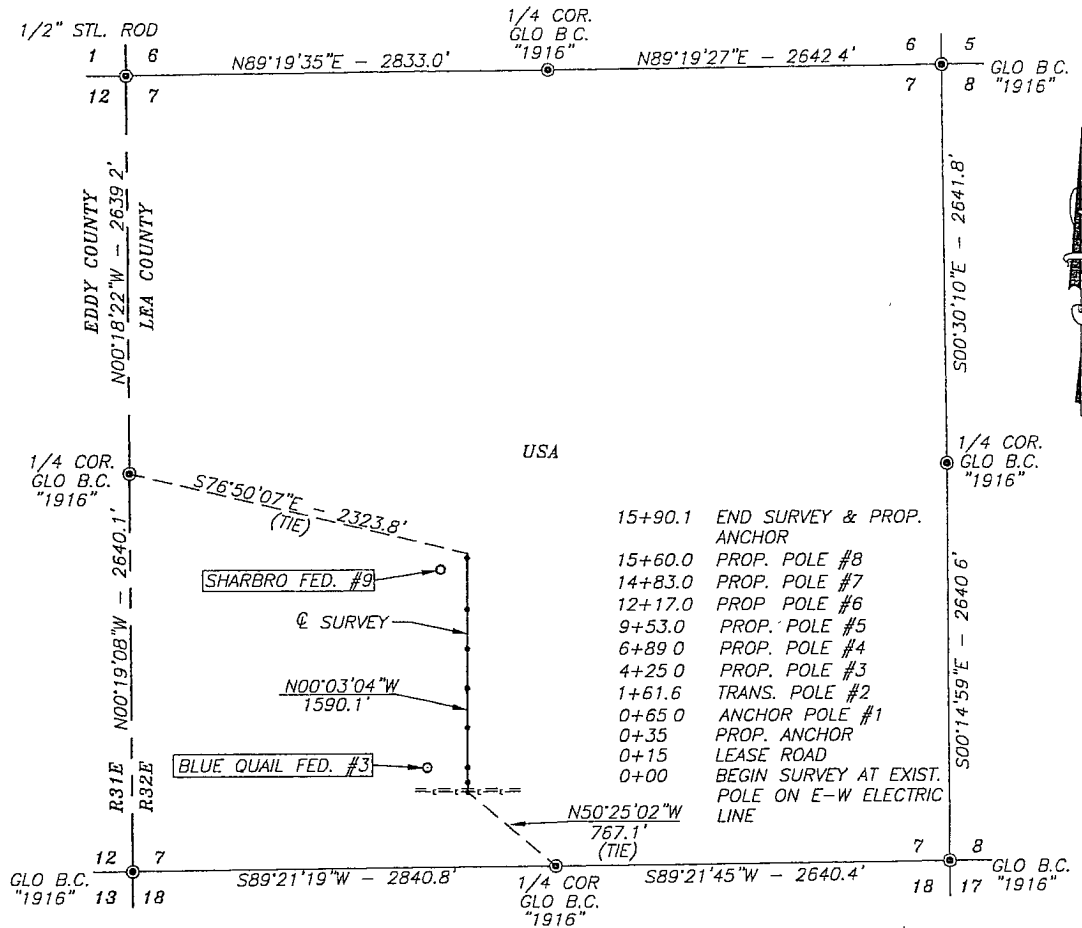 1/2" STL. ROD
1/4 COR.
GLO B C.
"1916"
1 6
12 7
N89°19'35"E - 2833.0'
N89°19'27"E - 2642 4'
6 5
7 8
GLO B C.
"1916"
EDDY COUNTY
N00°18'22"W - 2639 2'
LEA COUNTY
S00°30'10"E - 2641.8'
1/4 COR.
GLO B.C.
"1916"
USA
1/4 COR.
GLO B.C.
"1916"
S76°50'07"E - 2323.8'
(TIE)
SHARBRO FED. #9
℄ SURVEY
N00°03'04"W
1590.1'
BLUE QUAIL FED. #3
15+90.1 END SURVEY & PROP.
ANCHOR
15+60.0 PROP. POLE #8
14+83.0 PROP. POLE #7
12+17.0 PROP POLE #6
9+53.0 PROP. POLE #5
6+89 0 PROP. POLE #4
4+25 0 PROP. POLE #3
1+61.6 TRANS. POLE #2
0+65 0 ANCHOR POLE #1
0+35 PROP. ANCHOR
0+15 LEASE ROAD
0+00 BEGIN SURVEY AT EXIST.
POLE ON E-W ELECTRIC
LINE
N00°19'08"W - 2640.1'
R31E
R32E
S00°14'59"E - 2640 6'
N50°25'02"W
767.1'
(TIE)
12 7
13 18
GLO B.C.
"1916"
S89°21'19"W - 2840.8'
1/4 COR
GLO B.C.
"1916"
S89°21'45"W - 2640.4'
7 8
18 17
GLO B.C.
"1916"